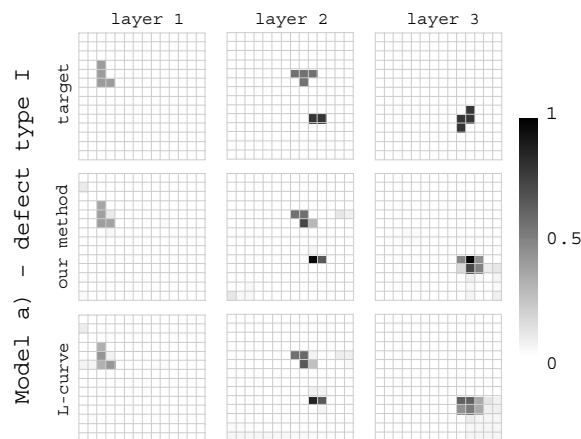 layer 1
layer 2
layer 3
Model a) - defect type I
target
our method
L-curve
1
0.5
0